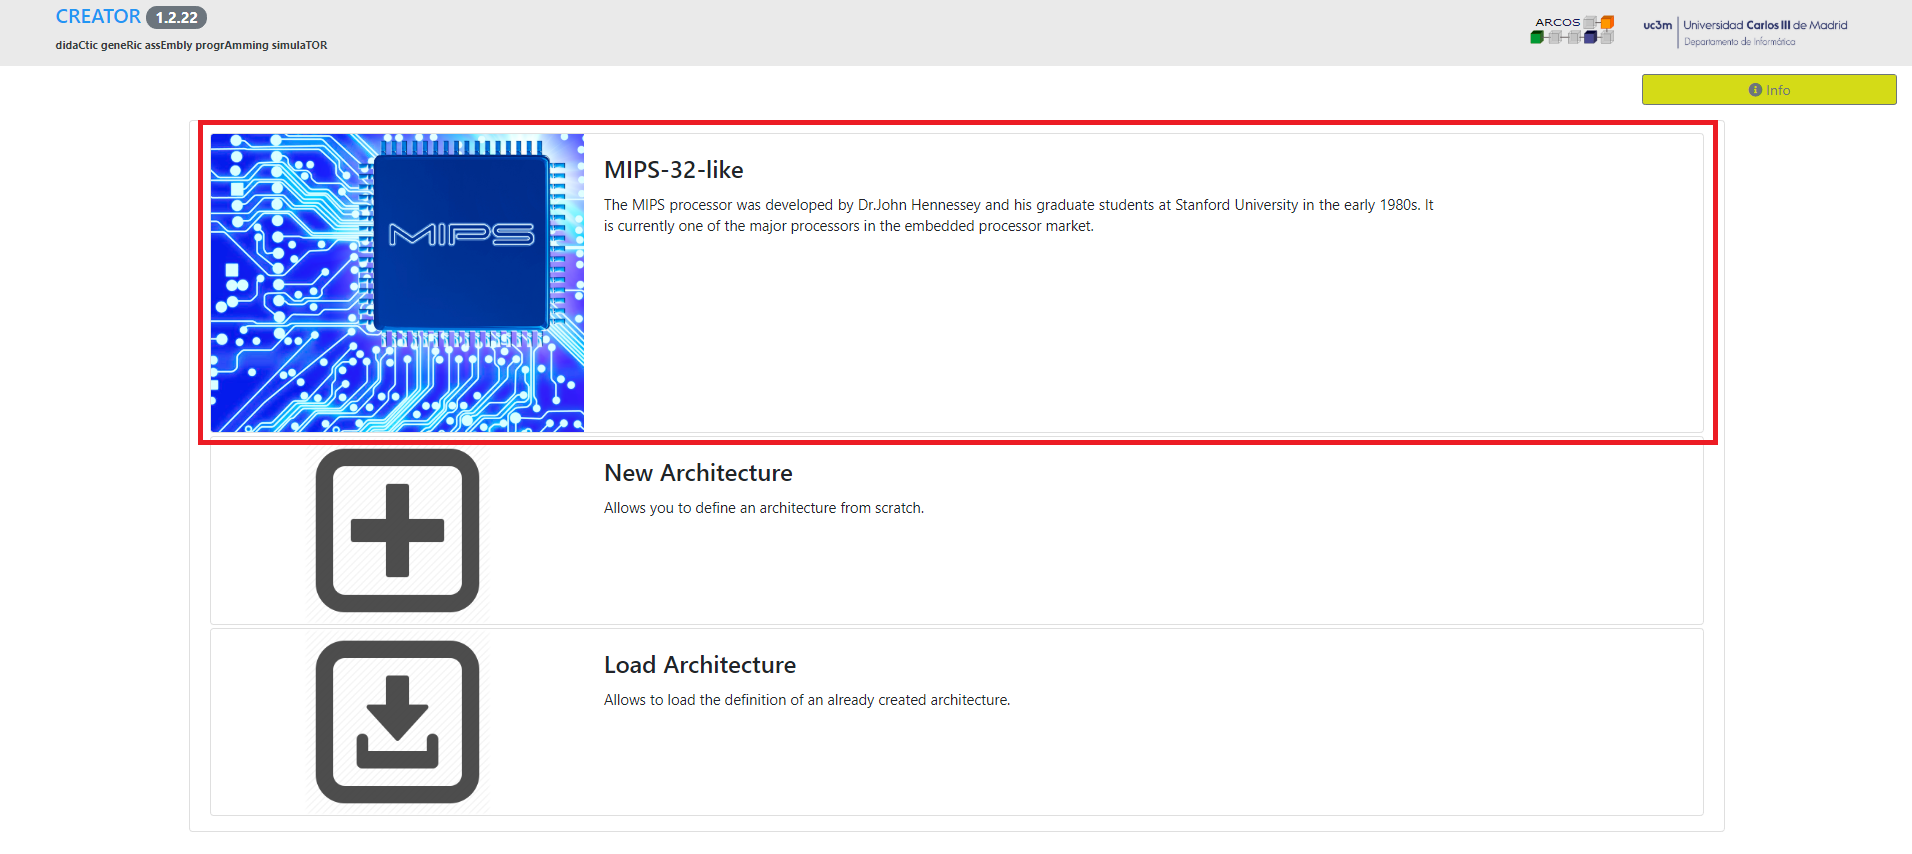 CREATOR 1.2.22
didaCtic geneRic assEmbly progrAmming simulaTOR
ARCOS
uc3m Universidad Carlos III de Madrid
Departamento de Informática
Info
MIPS
MIPS-32-like
The MIPS processor was developed by Dr.John Hennessey and his graduate students at Stanford University in the early 1980s. It
is currently one of the major processors in the embedded processor market.
New Architecture
Allows you to define an architecture from scratch.
Load Architecture
Allows to load the definition of an already created architecture.